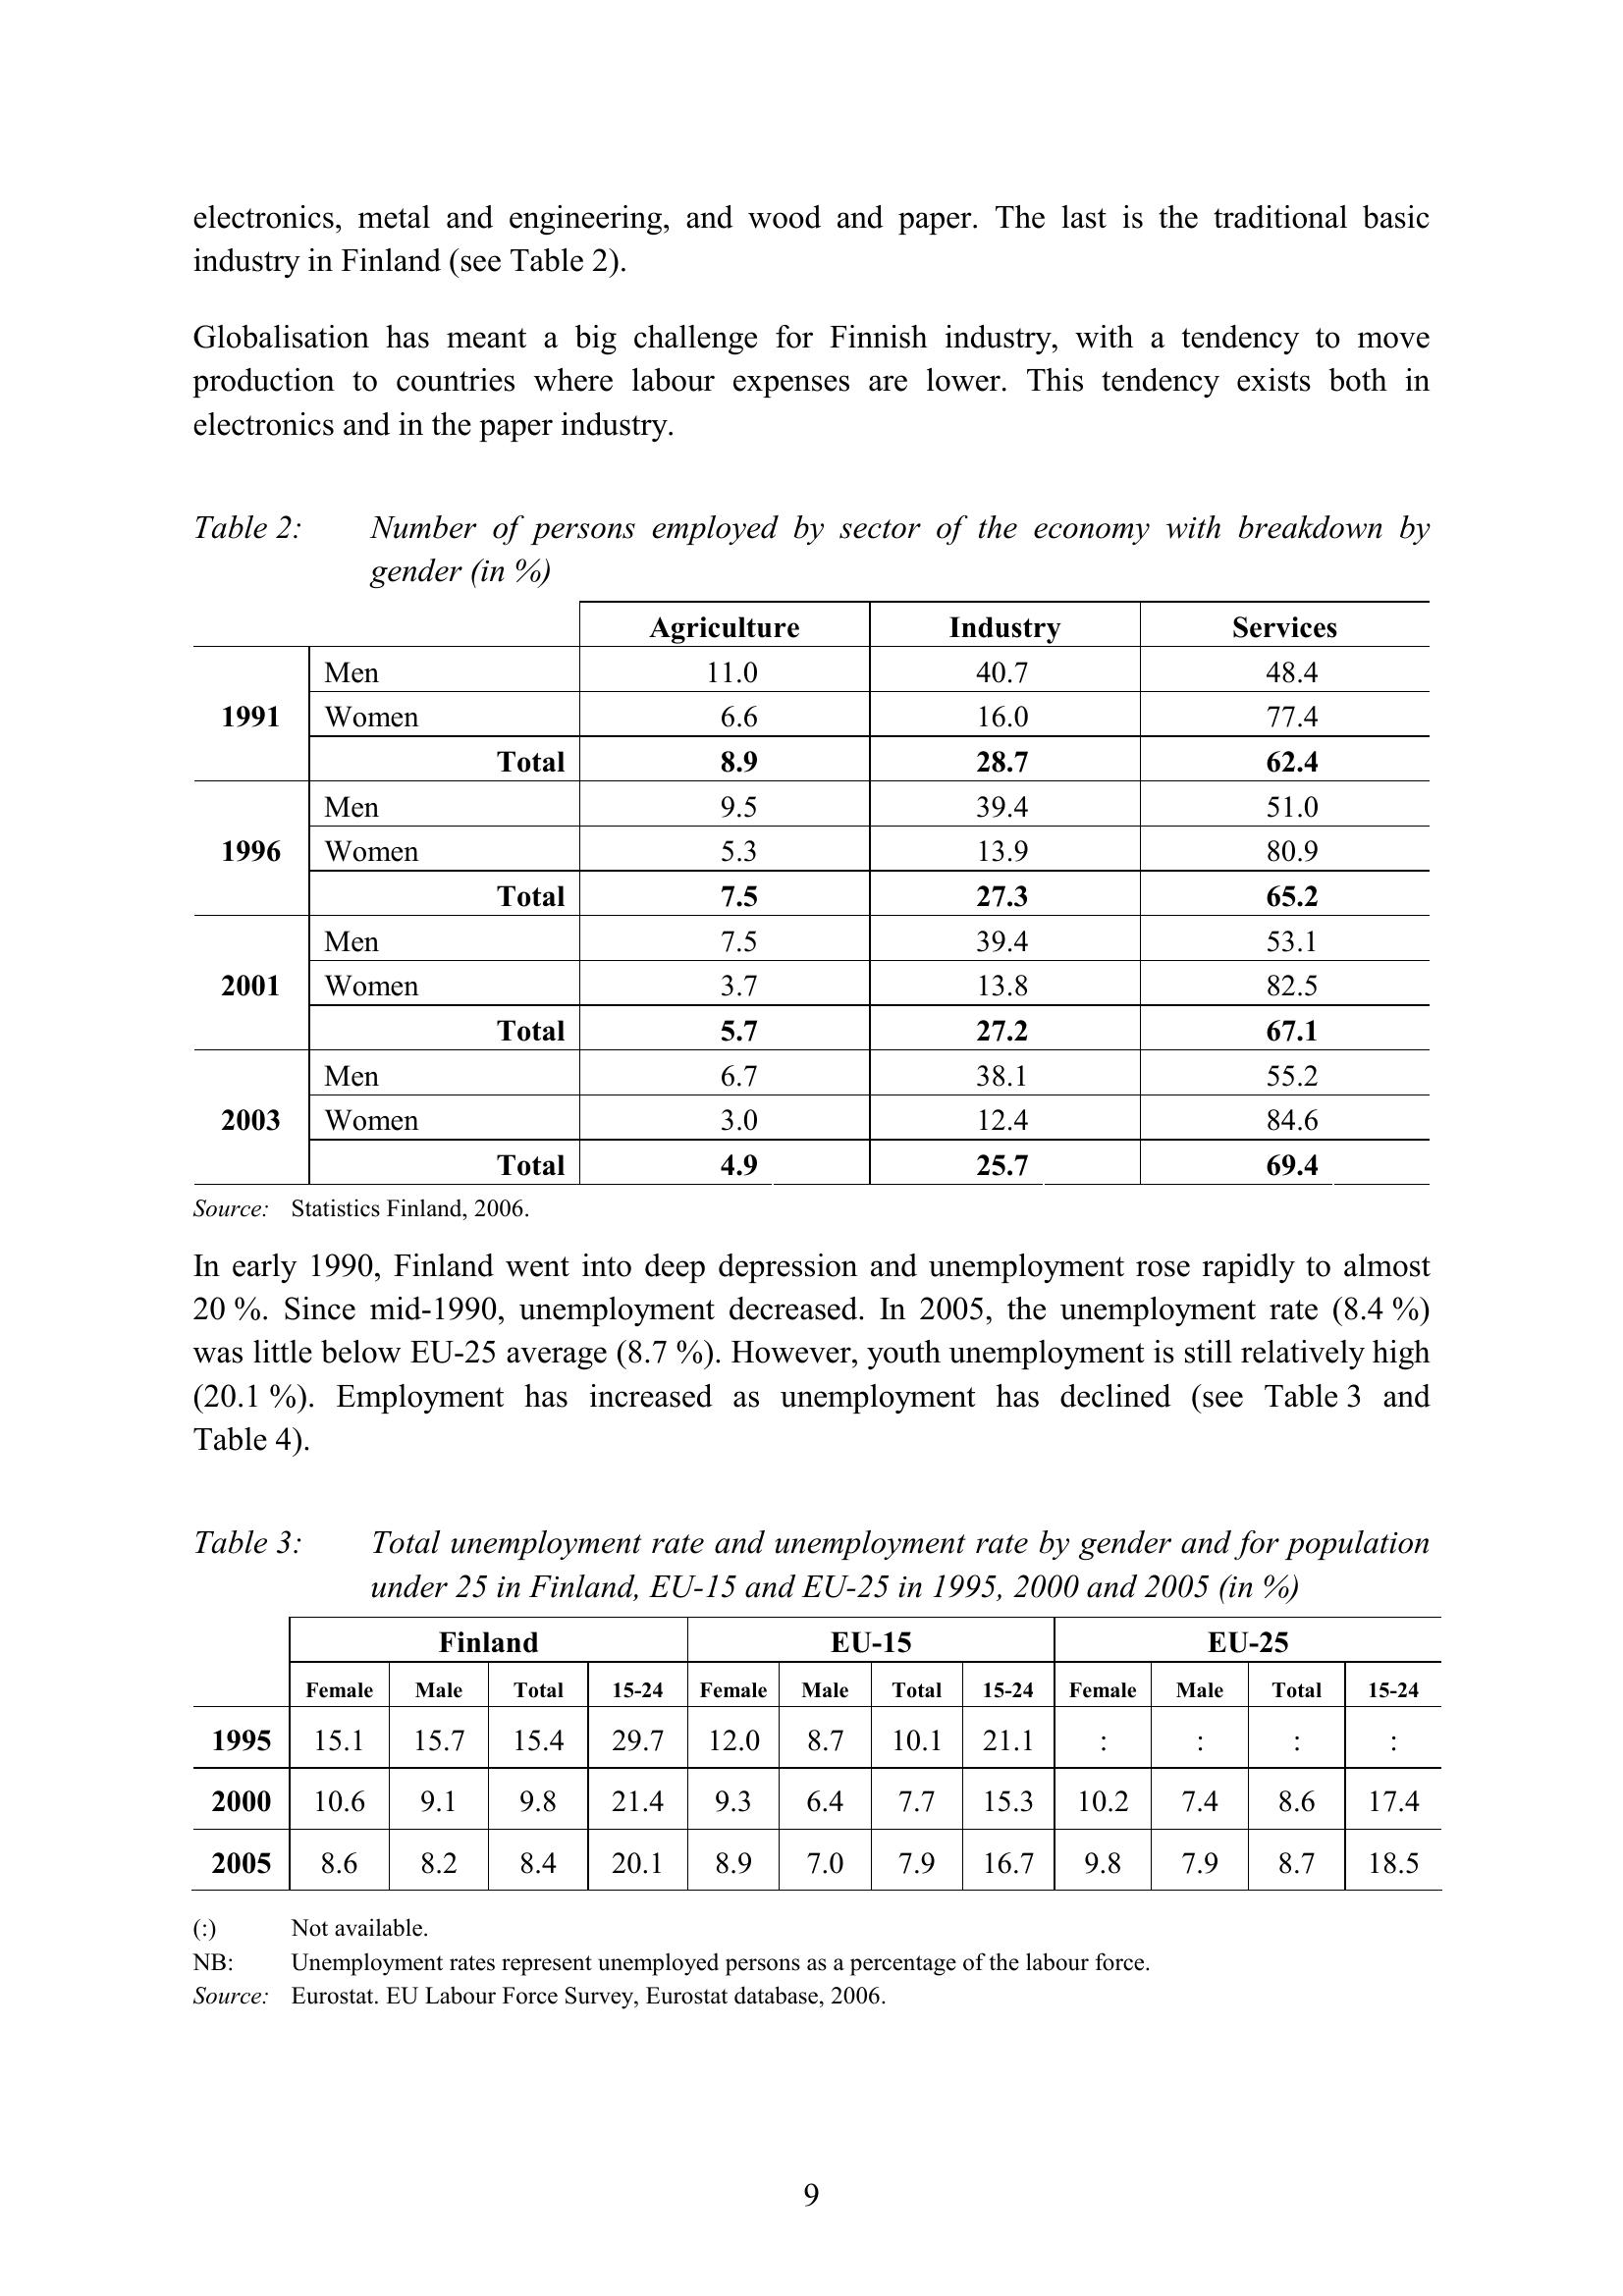 electronics, metal and engineering, and wood and paper. The last is the traditional basic
industry in Finland (see Table 2).
Globalisation has meant a big challenge for Finnish industry, with a tendency to move
production to countries where labour expenses are lower. This tendency exists both in
electronics and in the paper industry.
Table 2: Number of persons employed by sector of the economy with breakdown by
gender (in %)
Agriculture Industry Services
Men 11.0 40.7 48.4
1991 Women 6.6 16.0 77.4
Total 8.9 28.7 62.4
Men 9.5 39.4 51.0
1996 Women 5.3 13.9 80.9
Total 7.5 27.3 65.2
Men 7.5 39.4 53.1
2001 Women 3.7 13.8 82.5
Total 5.7 27.2 67.1
Men 6.7 38.1 55.2
2003 Women 3.0 12.4 84.6
Total 4.9 25.7 69.4
Source: Statistics Finland, 2006.
In early 1990, Finland went into deep depression and unemployment rose rapidly to almost
20 %. Since mid-1990, unemployment decreased. In 2005, the unemployment rate (8.4 %)
was little below EU-25 average (8.7 %). However, youth unemployment is still relatively high
(20.1 %). Employment has increased as unemployment has declined (see Table 3 and
Table 4).
Table 3: Total unemployment rate and unemployment rate by gender and for population
under 25 in Finland, EU-15 and EU-25 in 1995, 2000 and 2005 (in %)
Finland EU-15 EU-25
Female Male Total 15-24 Female Male Total 15-24 Female Male Total 15-24
1995 15.1 15.7 15.4 29.7 12.0 8.7 10.1 21.1 : : : :
2000 10.6 9.1 9.8 21.4 9.3 6.4 7.7 15.3 10.2 7.4 8.6 17.4
2005 8.6 8.2 8.4 20.1 8.9 7.0 7.9 16.7 9.8 7.9 8.7 18.5
(:) Not available.
NB: Unemployment rates represent unemployed persons as a percentage of the labour force.
Source: Eurostat. EU Labour Force Survey, Eurostat database, 2006.
9